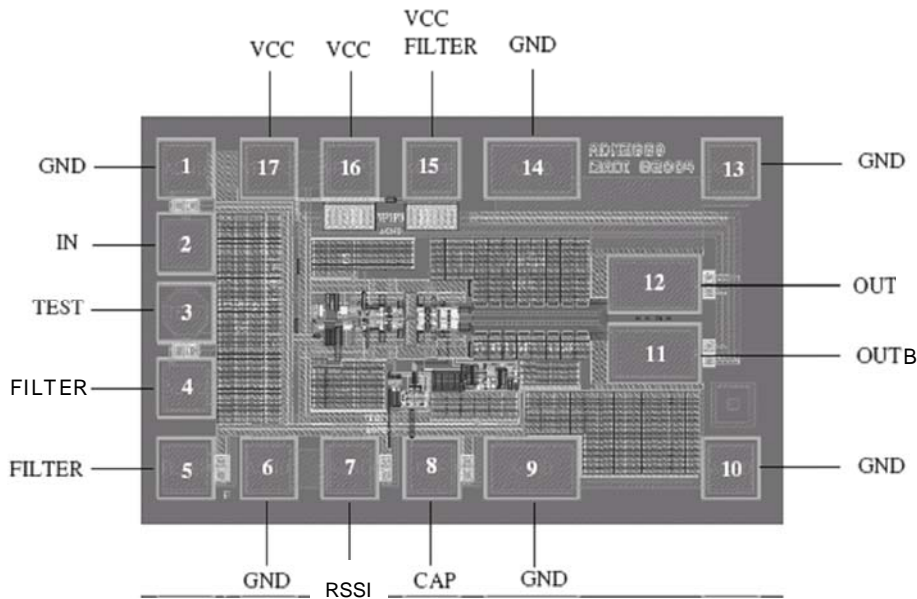 VCC
VCC VCC FILTER GND
GND 1 17 16 15 14 13 GND
IN 2
TEST 3 12 OUT
FILTER 4 11 OUTB
FILTER 5 6 7 8 9 10 GND
GND RSSI CAP GND